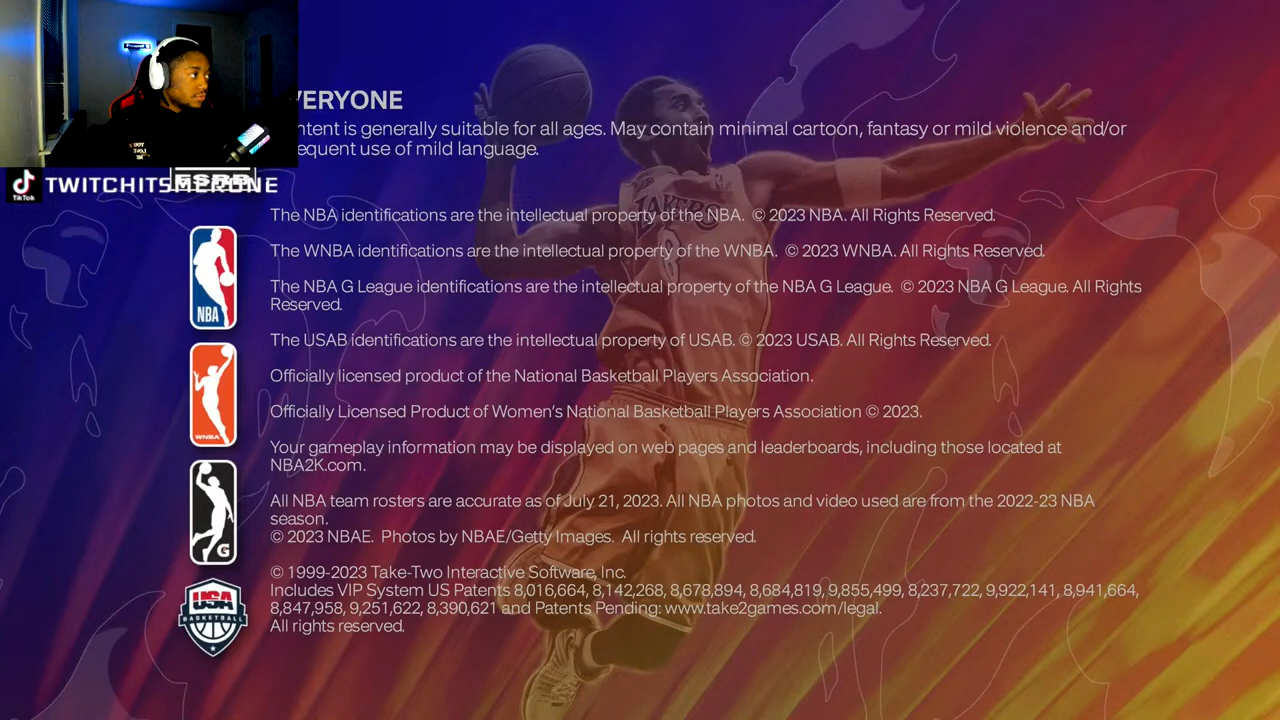 VERYONE
ntent is generally suitable for all ages. May contain minimal cartoon, fantasy or mild violence and/or
equent use of mild language.
ESRB
TikTok
TWITCHITSMERONE
The NBA identifications are the intellectual property of the NBA. © 2023 NBA. All Rights Reserved.
The WNBA identifications are the intellectual property of the WNBA. © 2023 WNBA. All Rights Reserved.
NBA
The NBA G League identifications are the intellectual property of the NBA G League. © 2023 NBA G League. All Rights
Reserved.
The USAB identifications are the intellectual property of USAB. © 2023 USAB. All Rights Reserved.
Officially licensed product of the National Basketball Players Association.
WNBA
Officially Licensed Product of Women's National Basketball Players Association © 2023.
Your gameplay information may be displayed on web pages and leaderboards, including those located at
NBA2K.com.
All NBA team rosters are accurate as of July 21, 2023. All NBA photos and video used are from the 2022-23 NBA
season.
© 2023 NBAE. Photos by NBAE/Getty Images. All rights reserved.
G
© 1999-2023 Take-Two Interactive Software, Inc.
Includes VIP System US Patents 8,016,664, 8,142,268, 8,678,894, 8,684,819, 9,855,499, 8,237,722, 9,922,141, 8,941,664,
8,847,958, 9,251,622, 8,390,621 and Patents Pending: www.take2games.com/legal.
All rights reserved.
USA
BASKETBALL
LAKERS
8